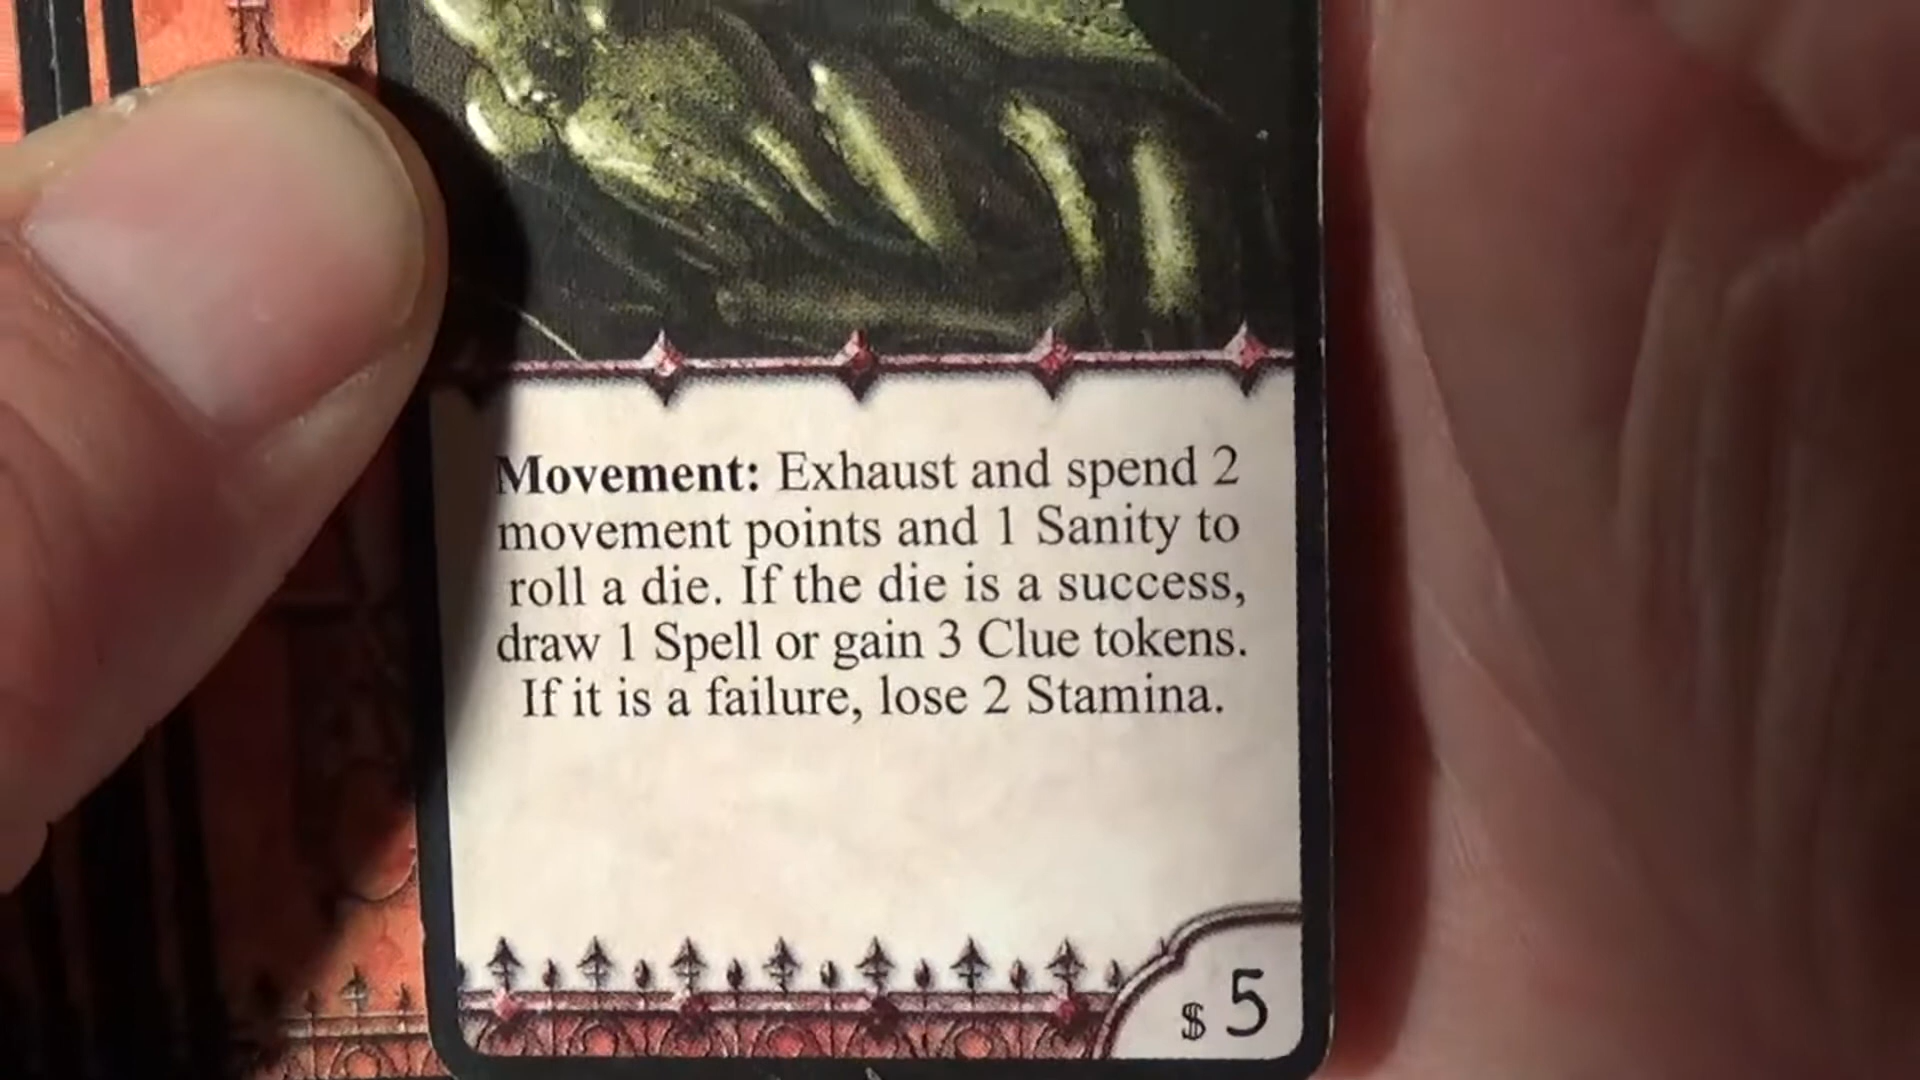 Movement: Exhaust and spend 2
movement points and 1 Sanity to
roll a die. If the die is a success,
draw 1 Spell or gain 3 Clue tokens.
If it is a failure, lose 2 Stamina.
$ 5